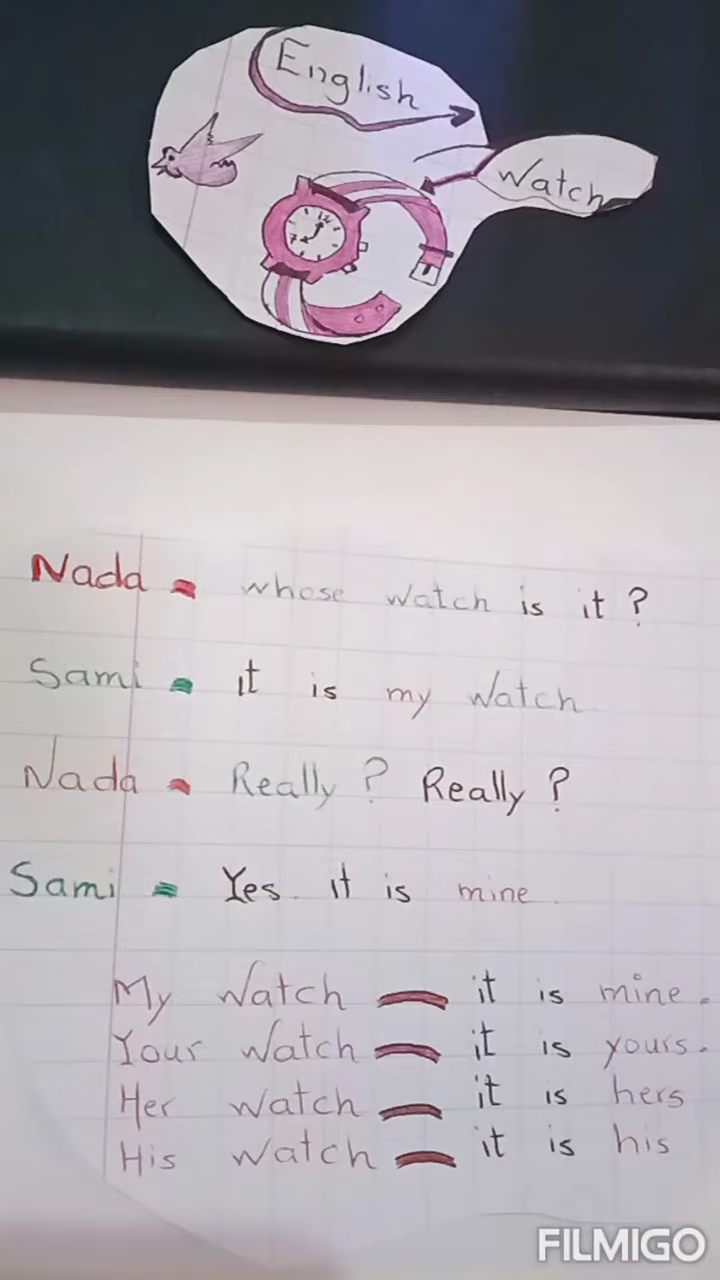 English
Watch
Nada = whose watch is it?
Sami = it is my watch
Nada = Really? Really?
Sami = Yes. it is mine.
My watch — it is mine.
Your watch — it is yours.
Her watch — it is hers
His watch — it is his
FILMIGO